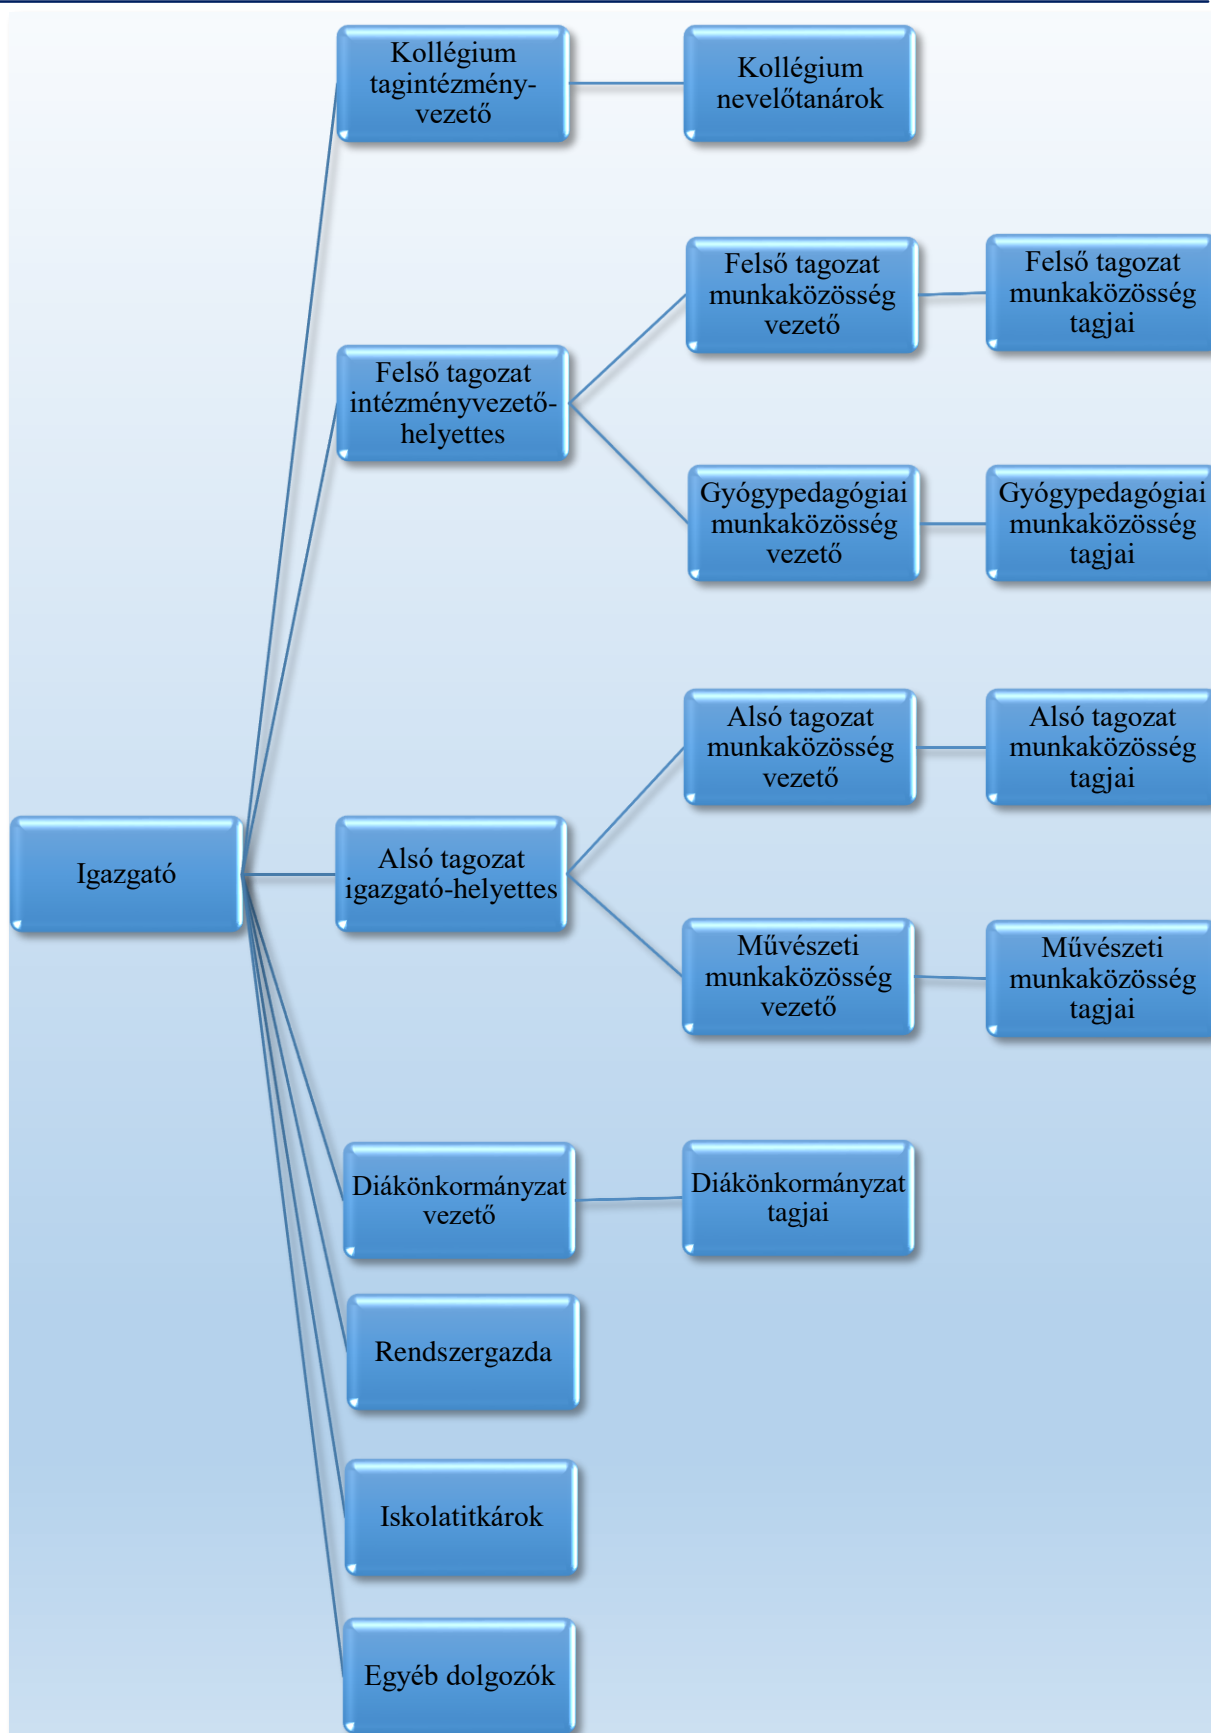 Kollégium
tagintézmény-
vezető
Kollégium
nevelőtanárok
Felső tagozat
munkaközösség
vezető
Felső tagozat
munkaközösség
tagjai
Felső tagozat
intézményvezető-
helyettes
Gyógypedagógiai
munkaközösség
vezető
Gyógypedagógiai
munkaközösség
tagjai
Alsó tagozat
munkaközösség
vezető
Alsó tagozat
munkaközösség
tagjai
Igazgató
Alsó tagozat
igazgató-helyettes
Művészeti
munkaközösség
vezető
Művészeti
munkaközösség
tagjai
Diákönkormányzat
vezető
Diákönkormányzat
tagjai
Rendszergazda
Iskolatitkárok
Egyéb dolgozók